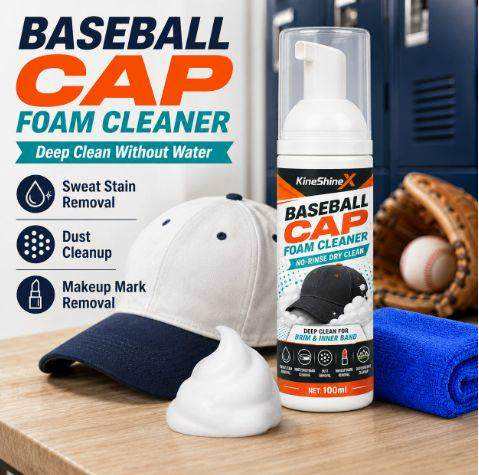 BASEBALL
CAP
FOAM CLEANER
Deep Clean Without Water
Sweat Stain
Removal
Dust
Cleanup
Makeup Mark
Removal
KineShineX
BASEBALL
CAP
FOAM CLEANER
NO-RINSE DRY CLEAN
DEEP CLEAN FOR
BRIM & INNER BAND
NET 100ml